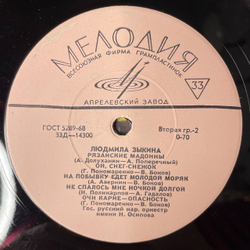 МЕЛОДИЯ
ВСЕСОЮЗНАЯ ФИРМА ГРАМПЛАСТИНОК
33
АПРЕЛЕВСКИЙ ЗАВОД
ГОСТ 5289-68
33Д—14300
Вторая гр.-2
0-70
ЛЮДМИЛА ЗЫКИНА
РЯЗАНСКИЕ МАДОННЫ
(А. Долуханян—А. Поперечный)
ОЙ, СНЕГ-СНЕЖОК
(Г. Пономаренко—В. Боков)
НА ПОБЫВКУ ЕДЕТ МОЛОДОЙ МОРЯК
(А. Аверкин—В. Боков)
НЕ СПАЛОСЬ МНЕ НОЧКОЙ ДОЛГОЙ
(Н. Поликарпов—А. Гадалов)
ОЧИ КАРИЕ—ОПАСНОСТЬ
(Г. Пономаренко—В. Боков)
Гос. русский нар. оркестр
имени Н. Осипова